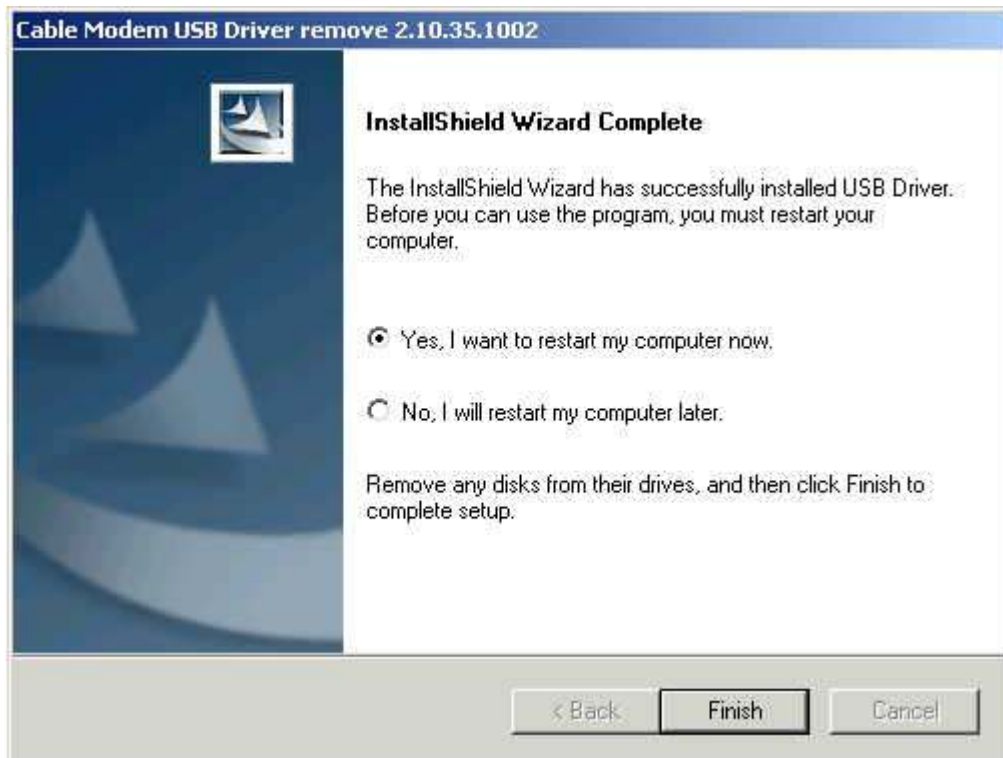 Cable Modem USB Driver remove 2.10.35.1002
InstallShield Wizard Complete
The InstallShield Wizard has successfully installed USB Driver.
Before you can use the program, you must restart your
computer.
Yes, I want to restart my computer now.
No, I will restart my computer later.
Remove any disks from their drives, and then click Finish to
complete setup.
< Back
Finish
Cancel